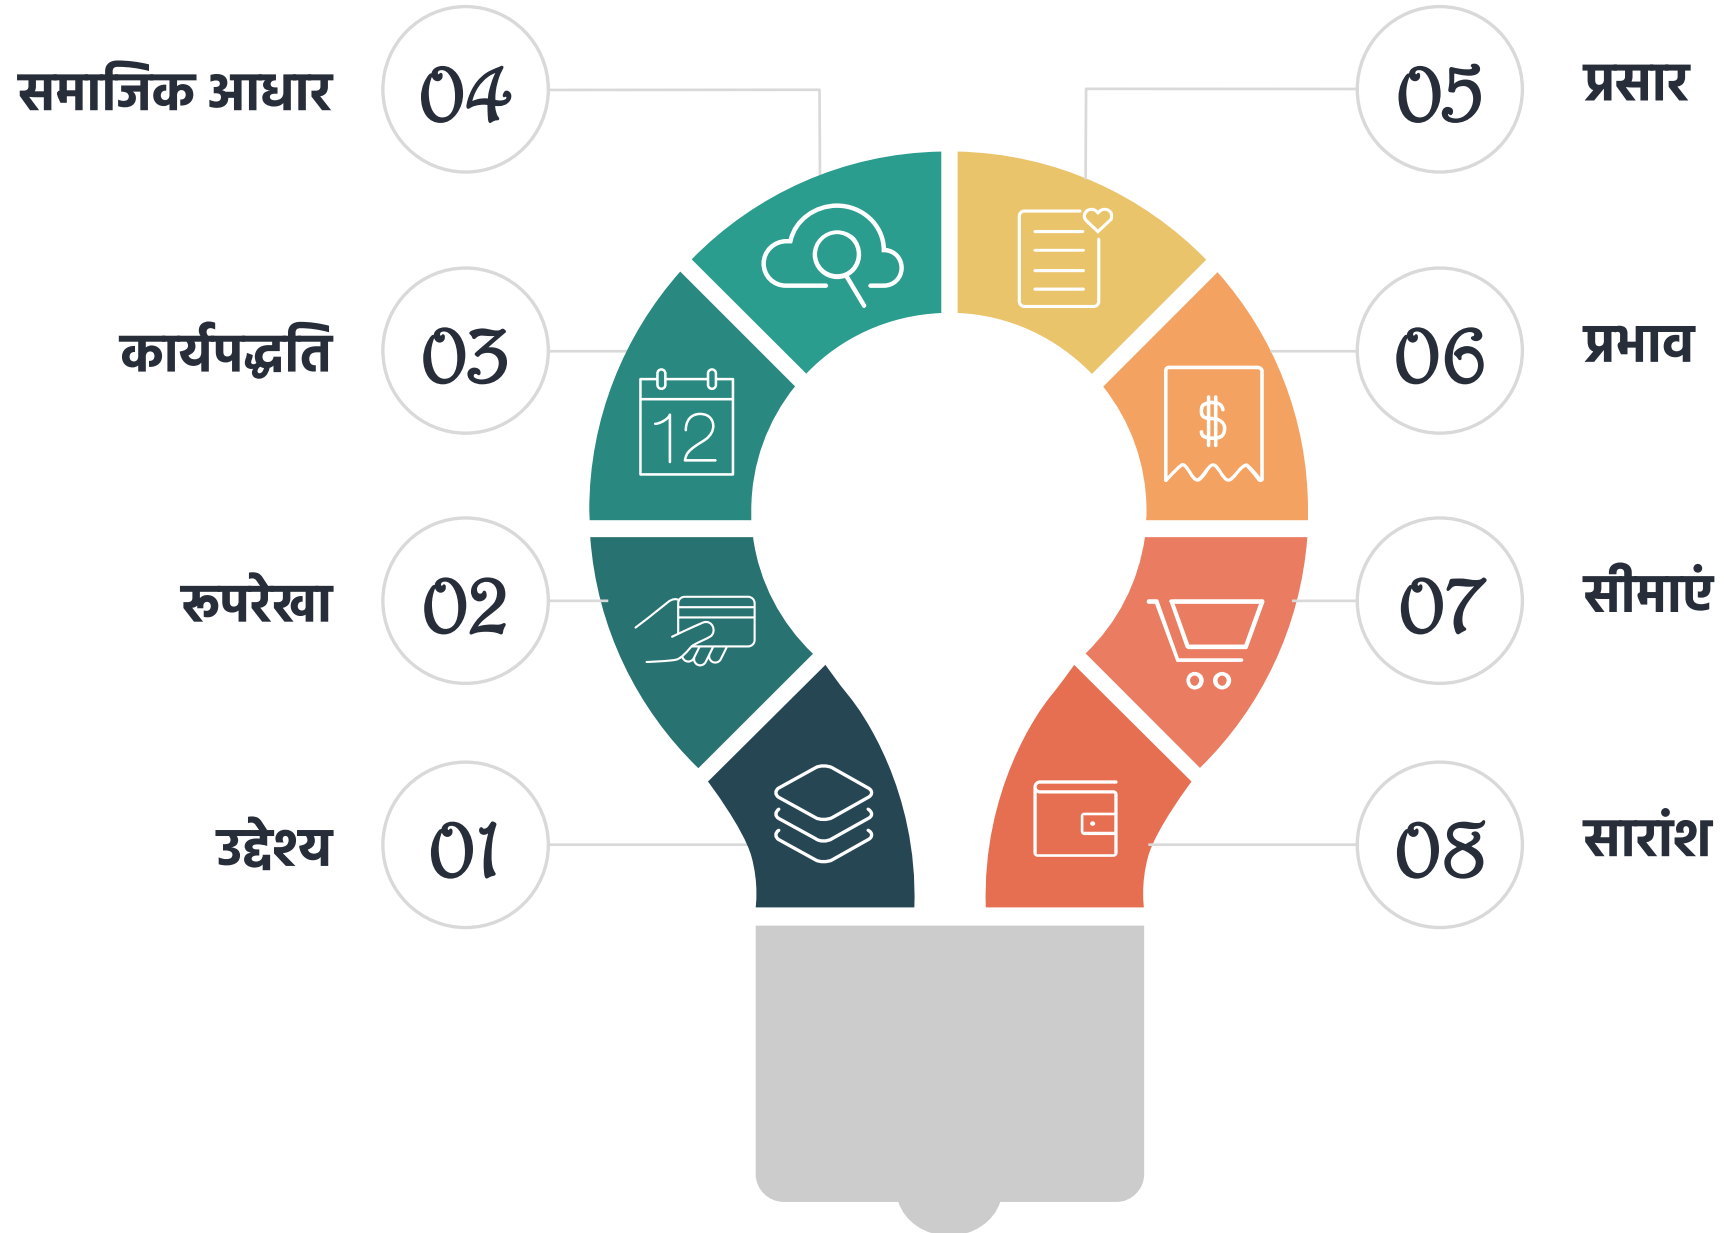 समाजिक आधार
04
05
प्रसार
कार्यपद्धति
03
12
$
06
प्रभाव
रूपरेखा
02
07
सीमाएं
उद्देश्य
01
08
सारांश